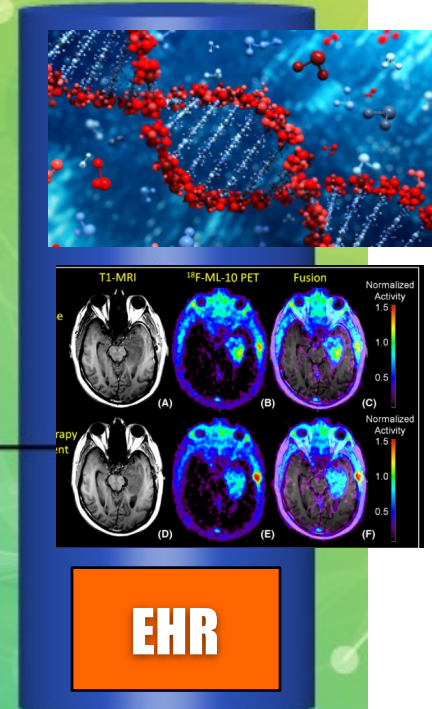 T1-MRI
¹⁸F-ML-10 PET
Fusion
Normalized
Activity
1.5
1.0
0.5
(A)
(B)
(C)
Normalized
Activity
1.5
1.0
0.5
(D)
(E)
(F)
EHR